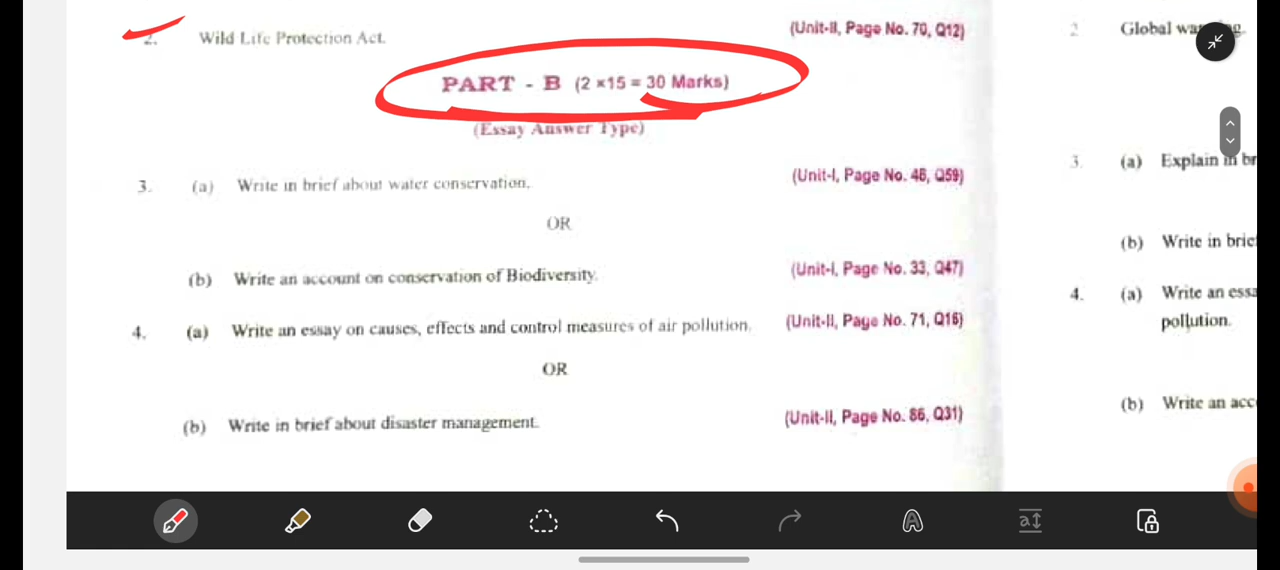 2.
Wild Life Protection Act.
(Unit-II, Page No. 70, Q12)
PART - B (2 ×15 = 30 Marks)
(Essay Answer Type)
3. (a) Write in brief about water conservation.
(Unit-I, Page No. 46, Q59)
OR
(b) Write an account on conservation of Biodiversity.
(Unit-I, Page No. 33, Q47)
4. (a) Write an essay on causes, effects and control measures of air pollution.
(Unit-II, Page No. 71, Q16)
OR
(b) Write in brief about disaster management.
(Unit-II, Page No. 86, Q31)
2 Global
3. (a) Explain in
(b) Write in
4. (a) Write an
pollution.
(b) Write an